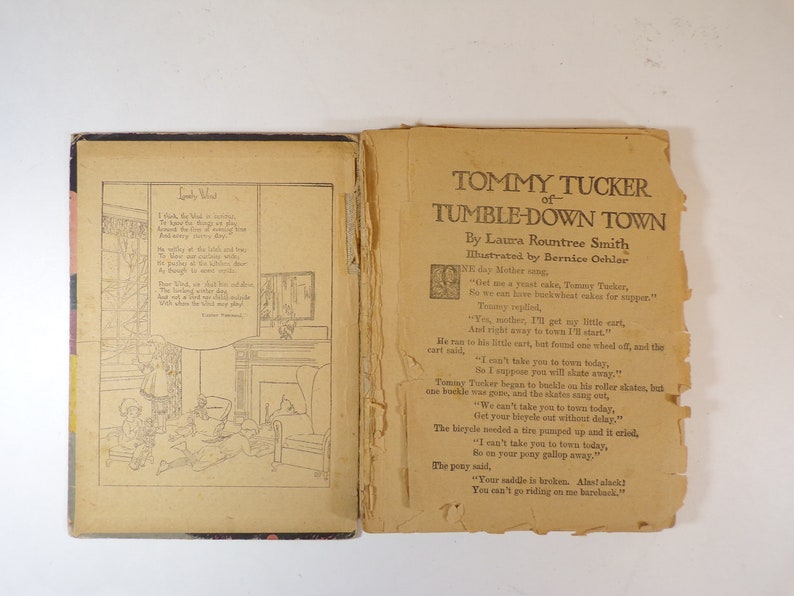 Lonely Wind
I think the Wind is curious,
To know the things we play
Around the fire at evening time
And every stormy day.
He rattles at the latch and tries
To blow our curtains wide;
He pushes at the kitchen door
As though to come inside.
Poor Wind, we shut him out alone,
The livelong winter day,
And not a bird nor child outside
With whom the Wind may play!
Eleanor Hammond
TOMMY TUCKER
of
TUMBLE-DOWN TOWN
By Laura Rountree Smith
Illustrated by Bernice Oehler
ONE day Mother sang,
"Get me a yeast cake, Tommy Tucker,
So we can have buckwheat cakes for supper."
Tommy replied,
"Yes, mother, I'll get my little cart,
And right away to town I'll start."
He ran to his little cart, but found one wheel off, and the
cart said,
"I can't take you to town today,
So I suppose you will skate away."
Tommy Tucker began to buckle on his roller skates, but
one buckle was gone, and the skates sang out,
"We can't take you to town today,
Get your bicycle out without delay."
The bicycle needed a tire pumped up and it cried,
"I can't take you to town today,
So on your pony gallop away."
The pony said,
"Your saddle is broken. Alas! alack!
You can't go riding on me bareback."